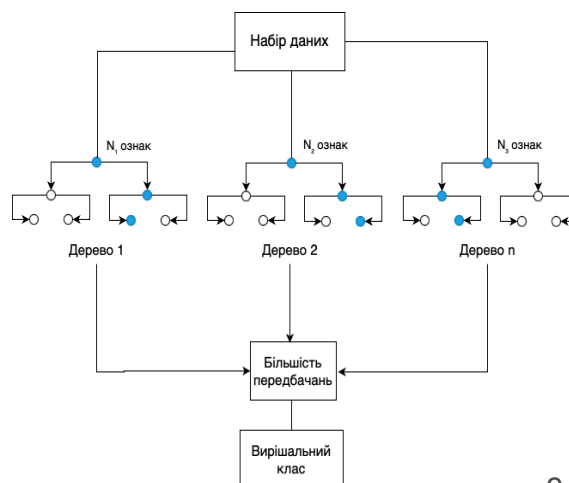 Набір даних
N₁ ознак
N₂ ознак
N₃ ознак
Дерево 1
Дерево 2
Дерево n
Більшість
передбачань
Вирішальний
клас